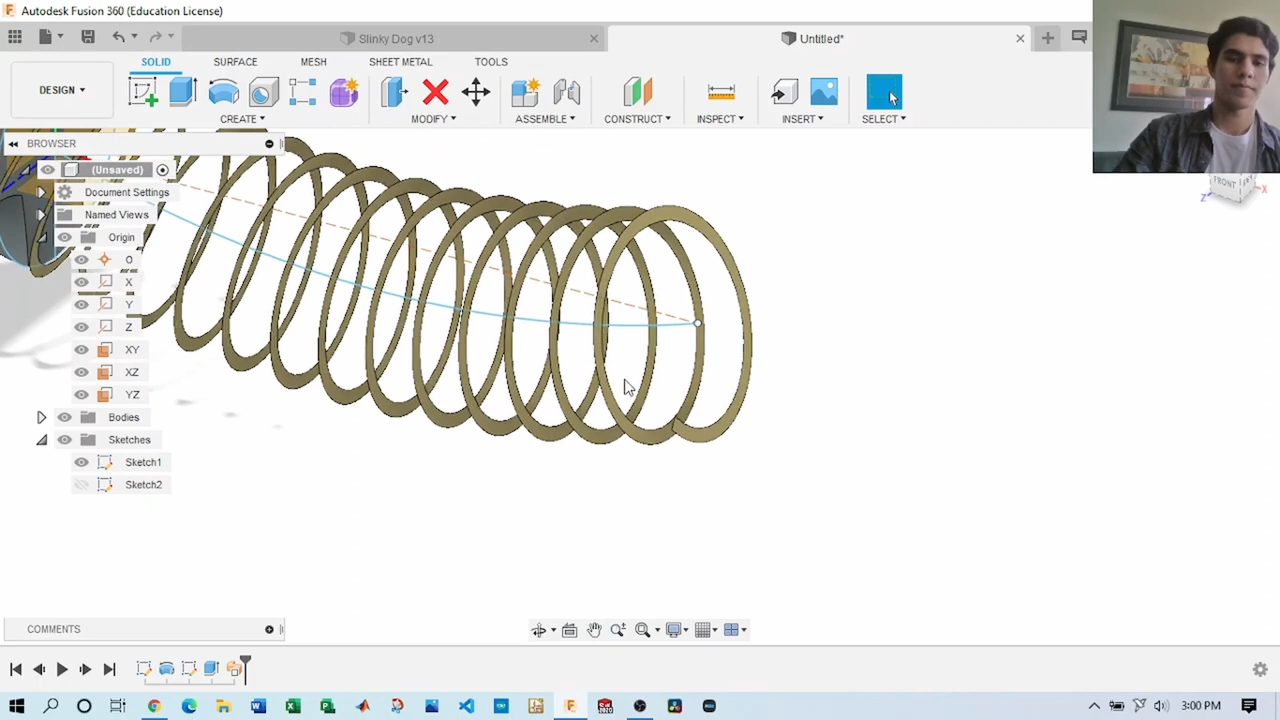 Autodesk Fusion 360 (Education License)
Slinky Dog v13
Untitled*
DESIGN
SOLID SURFACE MESH SHEET METAL TOOLS
CREATE MODIFY ASSEMBLE CONSTRUCT INSPECT INSERT SELECT
BROWSER
(Unsaved)
Document Settings
Named Views
Origin
O
X
Y
Z
XY
XZ
YZ
Bodies
Sketches
Sketch1
Sketch2
FRONT
X
Z
COMMENTS
3:00 PM